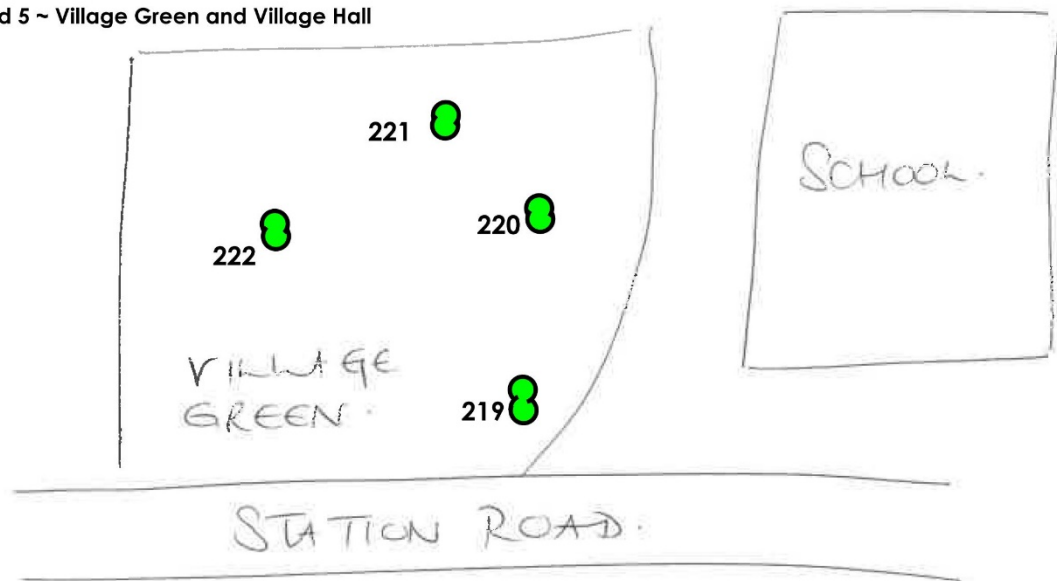 5 ~ Village Green and Village Hall
221
SCHOOL.
220
222
VILLAGE
GREEN.
219
STATION ROAD.